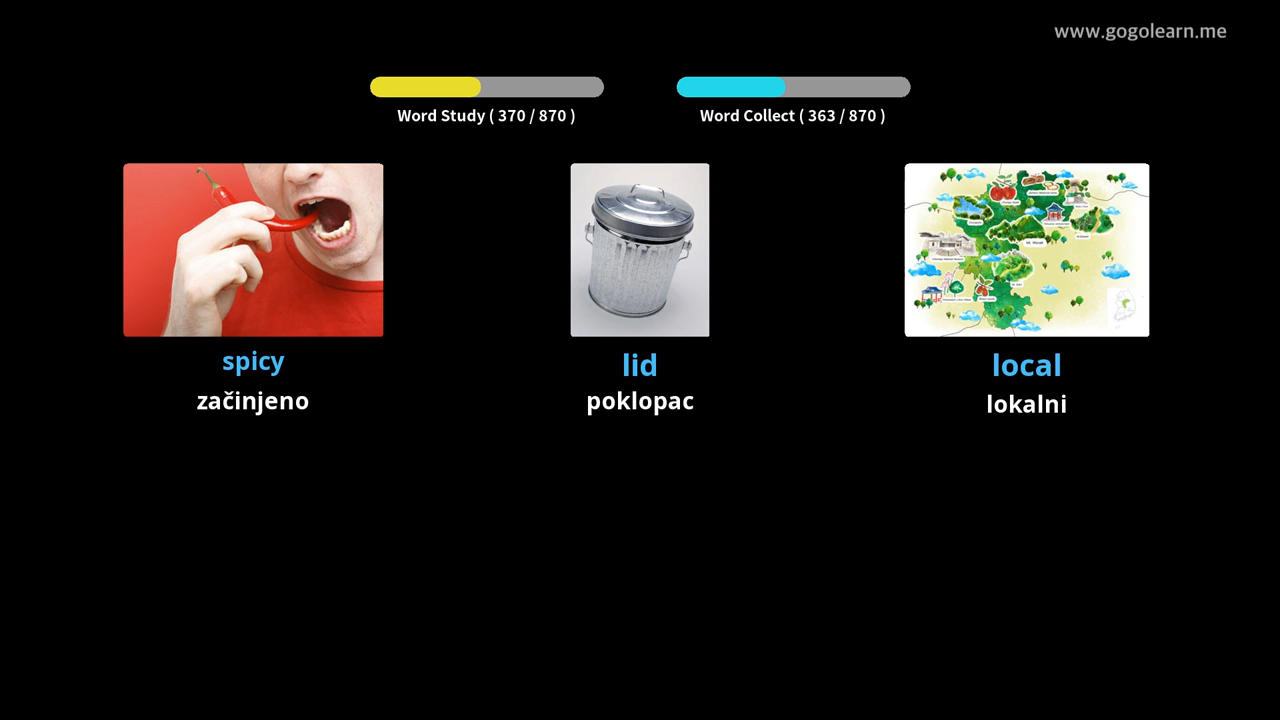 www.gogolearn.me
Word Study ( 370 / 870 )
Word Collect ( 363 / 870 )
spicy
začinjeno
lid
poklopac
local
lokalni